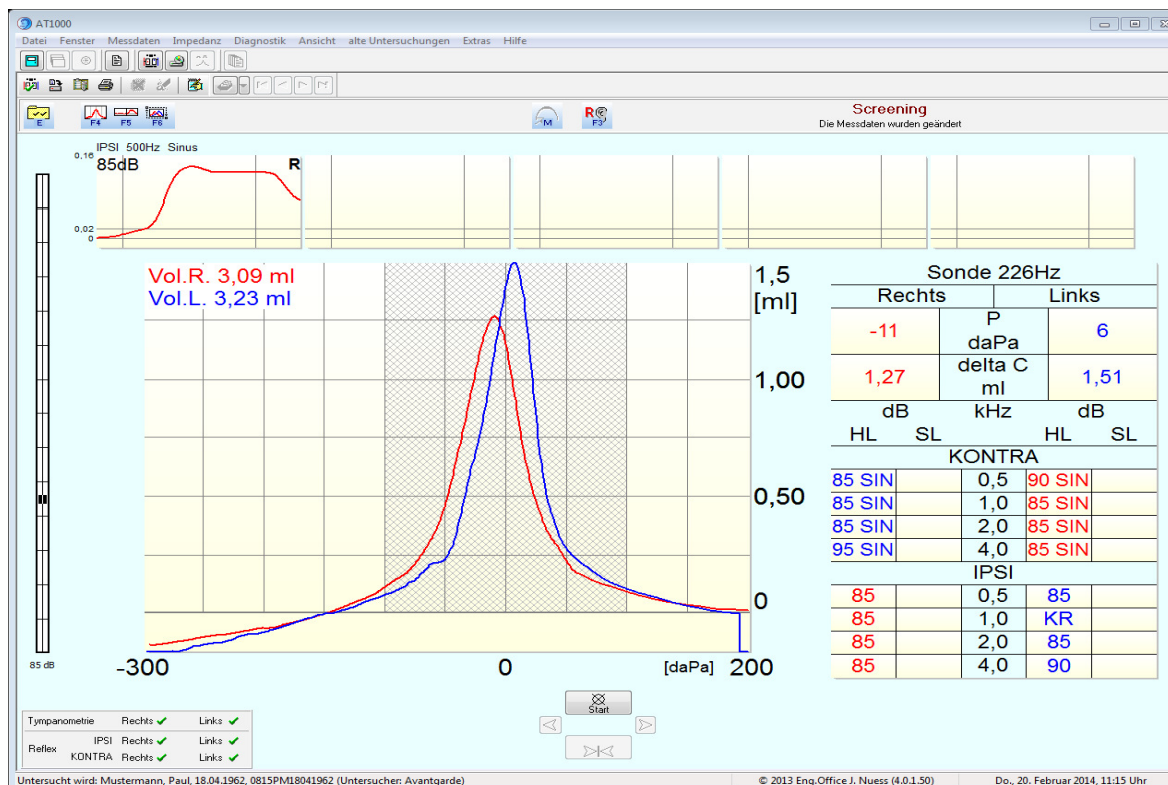 AT1000
Datei Fenster Messdaten Impedanz Diagnostik Ansicht alte Untersuchungen Extras Hilfe
E F4 F5 F6 M R F3
Screening
Die Messdaten wurden geändert
IPSI 500Hz Sinus
0,16
85dB R
0,02
0
Vol.R. 3,09 ml
Vol.L. 3,23 ml
1,5
[ml]
1,00
0,50
0
-300 0 [daPa] 200
85 dB
Sonde 226Hz
Rechts Links
-11 P daPa 6
1,27 delta C ml 1,51
dB kHz dB
HL SL HL SL
KONTRA
85 SIN 0,5 90 SIN
85 SIN 1,0 85 SIN
85 SIN 2,0 85 SIN
95 SIN 4,0 85 SIN
IPSI
85 0,5 85
85 1,0 KR
85 2,0 85
85 4,0 90
Start
Tympanometrie Rechts Links
Reflex
IPSI Rechts Links
KONTRA Rechts Links
Untersucht wird: Mustermann, Paul, 18.04.1962, 0815PM18041962 (Untersucher: Avantgarde) © 2013 Eng.Office J. Nuess (4.0.1.50) Do., 20. Februar 2014, 11:15 Uhr